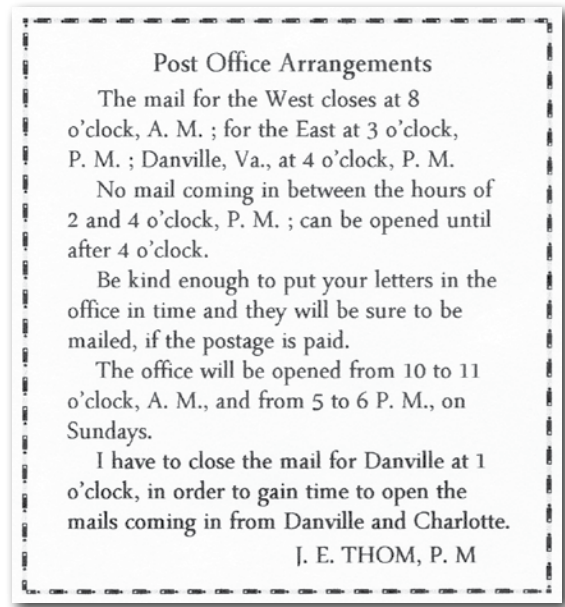 Post Office Arrangements
The mail for the West closes at 8
o'clock, A. M. ; for the East at 3 o'clock,
P. M. ; Danville, Va., at 4 o'clock, P. M.
No mail coming in between the hours of
2 and 4 o'clock, P. M. ; can be opened until
after 4 o'clock.
Be kind enough to put your letters in the
office in time and they will be sure to be
mailed, if the postage is paid.
The office will be opened from 10 to 11
o'clock, A. M., and from 5 to 6 P. M., on
Sundays.
I have to close the mail for Danville at 1
o'clock, in order to gain time to open the
mails coming in from Danville and Charlotte.
J. E. THOM, P. M